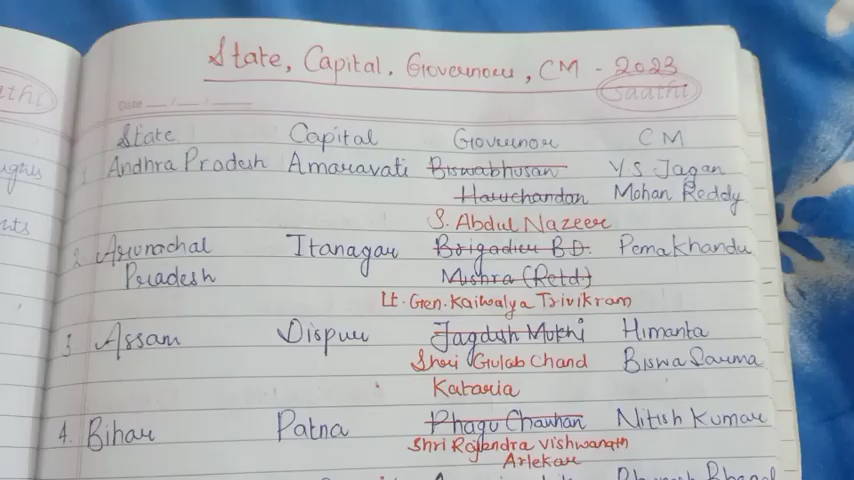 State, Capital, Governor, CM - 2023
Saathi
Date
State Capital Governor CM
1 Andhra Pradesh Amaravati Biswabhusan Y.S. Jagan
Harichandan Mohan Reddy
S. Abdul Nazeer
2 Arunachal Itanagar Brigadier B.D. Pemakhandu
Pradesh Mishra (Retd)
Lt. Gen. Kaiwalya Trivikram
3 Assam Dispur Jagdish Mukhi Himanta
Shri Gulab Chand Biswa Sarma
Kataria
4. Bihar Patna Phagu Chauhan Nitish Kumar
Shri Rajendra Vishwanath
Arlekar